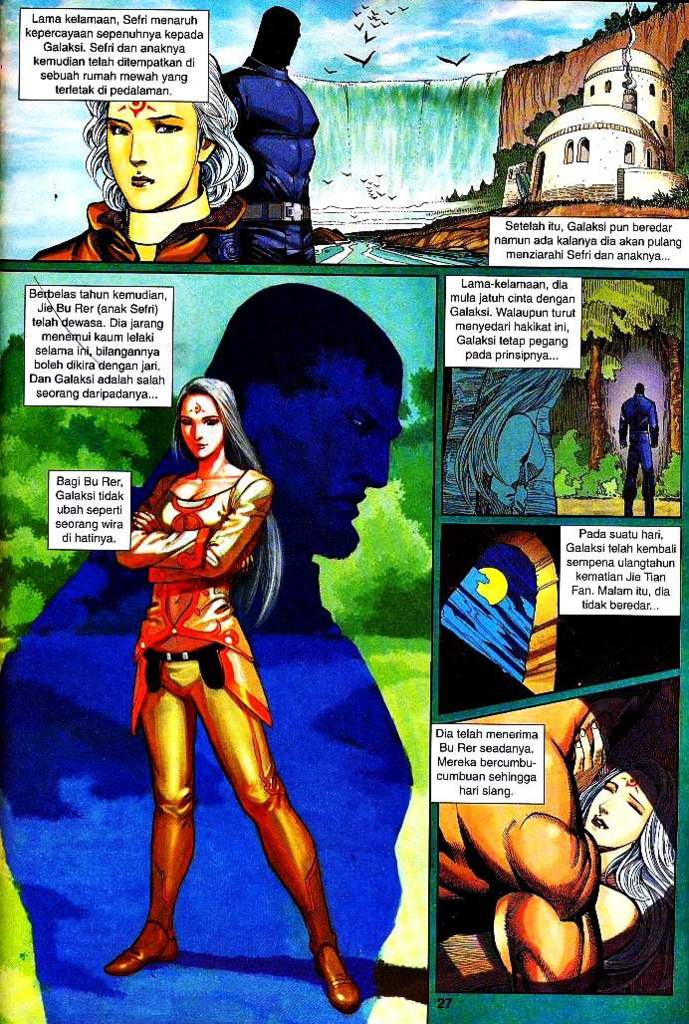 Lama kelamaan, Sefri menaruh
kepercayaan sepenuhnya kepada
Galaksi. Sefri dan anaknya
kemudian telah ditempatkan di
sebuah rumah mewah yang
terletak di pedalaman.
Setelah itu, Galaksi pun beredar
namun ada kalanya dia akan pulang
menziarahi Sefri dan anaknya...
Berbelas tahun kemudian,
Jie Bu Rer (anak Sefri)
telah dewasa. Dia jarang
menemui kaum lelaki
selama ini, bilangannya
boleh dikira dengan jari.
Dan Galaksi adalah salah
seorang daripadanya...
Bagi Bu Rer,
Galaksi tidak
ubah seperti
seorang wira
di hatinya.
Lama-kelamaan, dia
mula jatuh cinta dengan
Galaksi. Walaupun turut
menyedari hakikat ini,
Galaksi tetap pegang
pada prinsipnya...
Pada suatu hari,
Galaksi telah kembali
sempena ulangtahun
kematian Jie Tian
Fan. Malam itu, dia
tidak beredar...
Dia telah menerima
Bu Rer seadanya.
Mereka bercumbu-
cumbuan sehingga
hari siang.
27